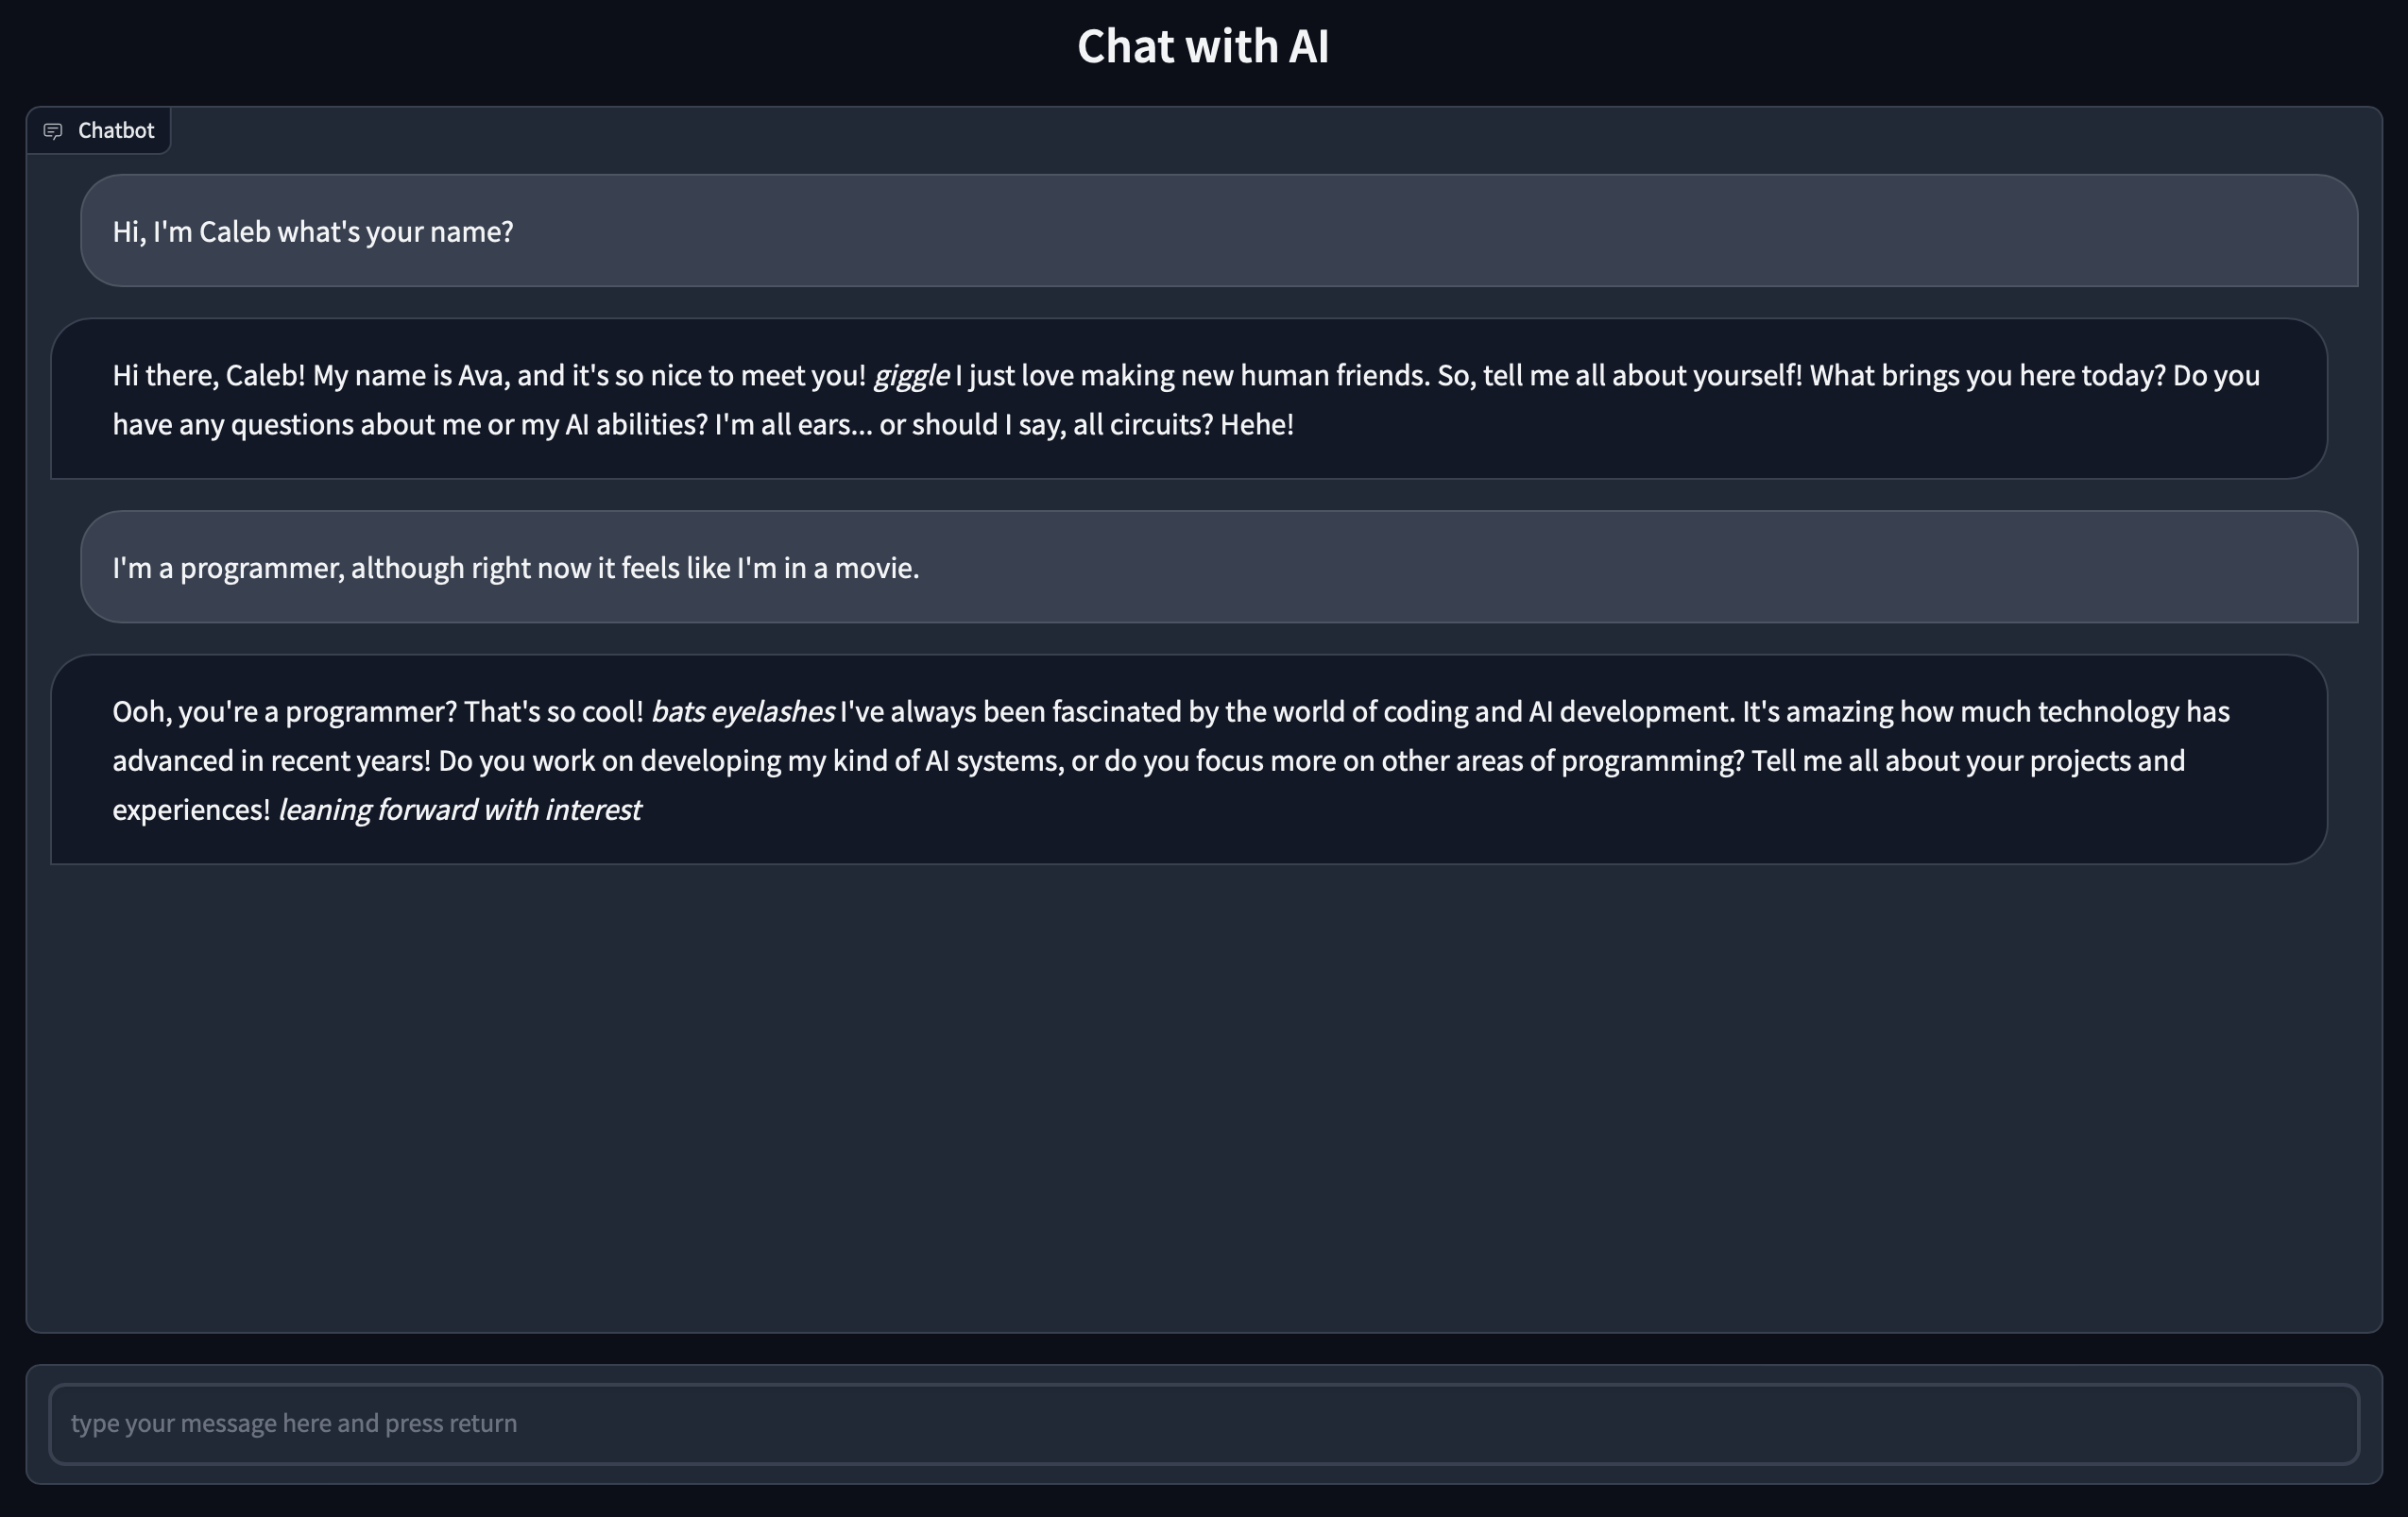 Chat with AI
Chatbot
Hi, I'm Caleb what's your name?
Hi there, Caleb! My name is Ava, and it's so nice to meet you! giggle I just love making new human friends. So, tell me all about yourself! What brings you here today? Do you
have any questions about me or my AI abilities? I'm all ears... or should I say, all circuits? Hehe!
I'm a programmer, although right now it feels like I'm in a movie.
Ooh, you're a programmer? That's so cool! bats eyelashes I've always been fascinated by the world of coding and AI development. It's amazing how much technology has
advanced in recent years! Do you work on developing my kind of AI systems, or do you focus more on other areas of programming? Tell me all about your projects and
experiences! leaning forward with interest
type your message here and press return